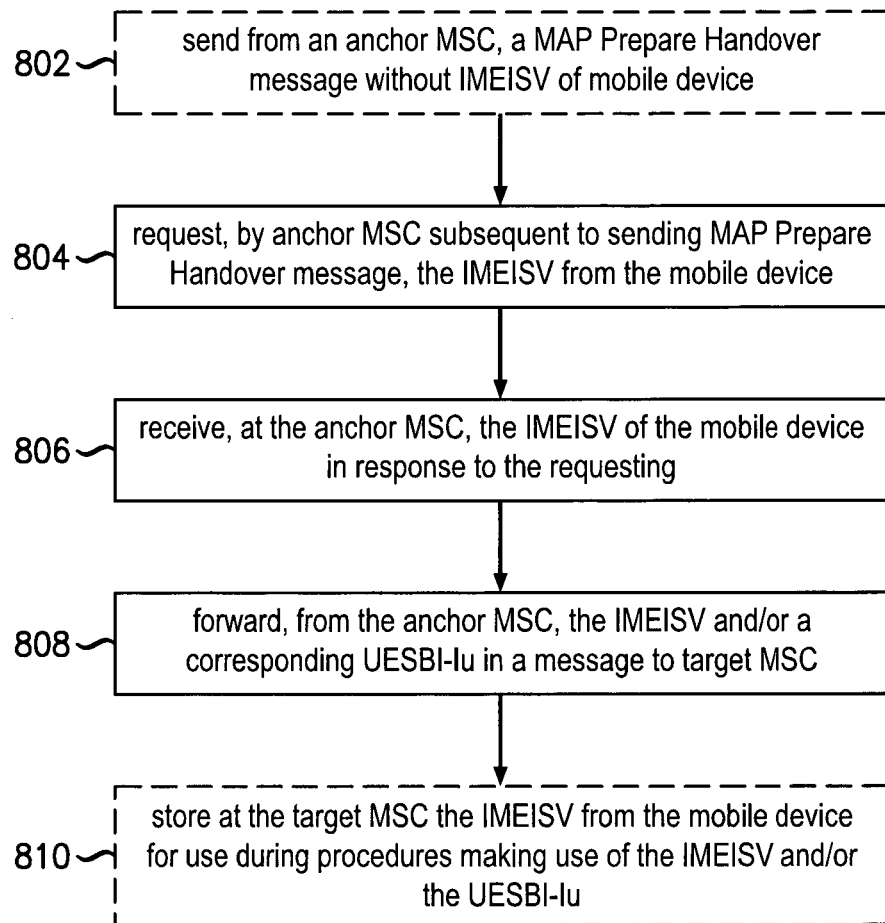 802
send from an anchor MSC, a MAP Prepare Handover
message without IMEISV of mobile device
804
request, by anchor MSC subsequent to sending MAP Prepare
Handover message, the IMEISV from the mobile device
806
receive, at the anchor MSC, the IMEISV of the mobile device
in response to the requesting
808
forward, from the anchor MSC, the IMEISV and/or a
corresponding UESBI-Iu in a message to target MSC
810
store at the target MSC the IMEISV from the mobile device
for use during procedures making use of the IMEISV and/or
the UESBI-Iu